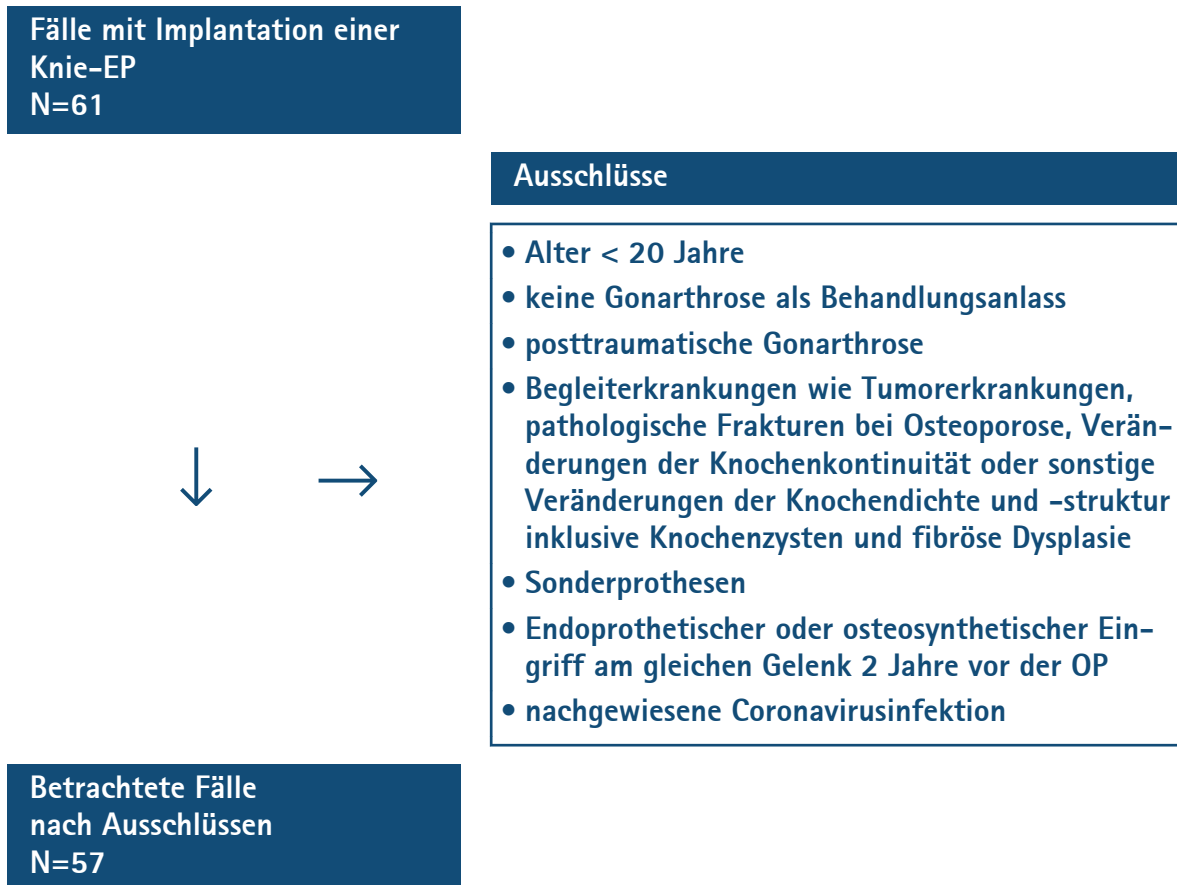 Fälle mit Implantation einer
Knie-EP
N=61
Ausschlüsse
• Alter < 20 Jahre
• keine Gonarthrose als Behandlungsanlass
• posttraumatische Gonarthrose
• Begleiterkrankungen wie Tumorerkrankungen,
pathologische Frakturen bei Osteoporose, Verän-
derungen der Knochenkontinuität oder sonstige
Veränderungen der Knochendichte und -struktur
inklusive Knochenzysten und fibröse Dysplasie
• Sonderprothesen
• Endoprothetischer oder osteosynthetischer Ein-
griff am gleichen Gelenk 2 Jahre vor der OP
• nachgewiesene Coronavirusinfektion
Betrachtete Fälle
nach Ausschlüssen
N=57